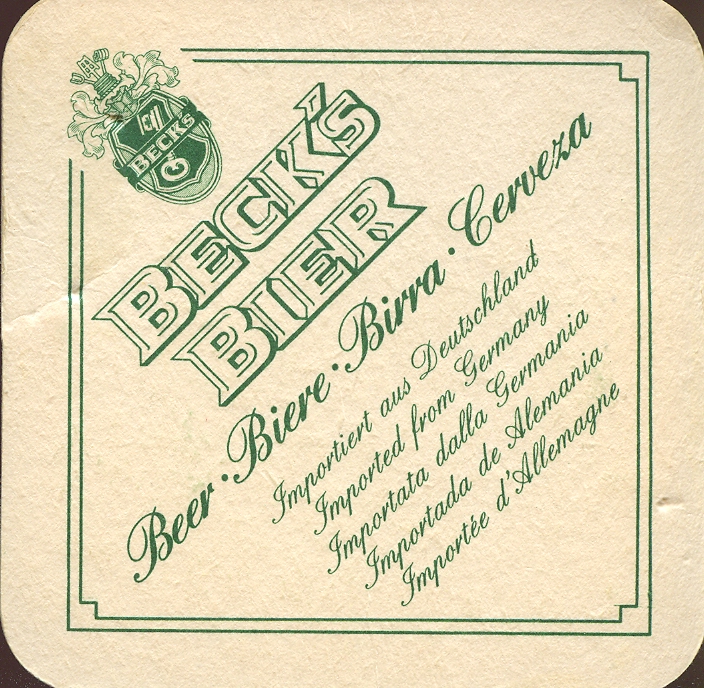 BECK'S
BECK'S
BIER
Beer · Biere · Birra · Cerveza
Importiert aus Deutschland
Imported from Germany
Importata dalla Germania
Importada de Alemania
Importée d'Allemagne